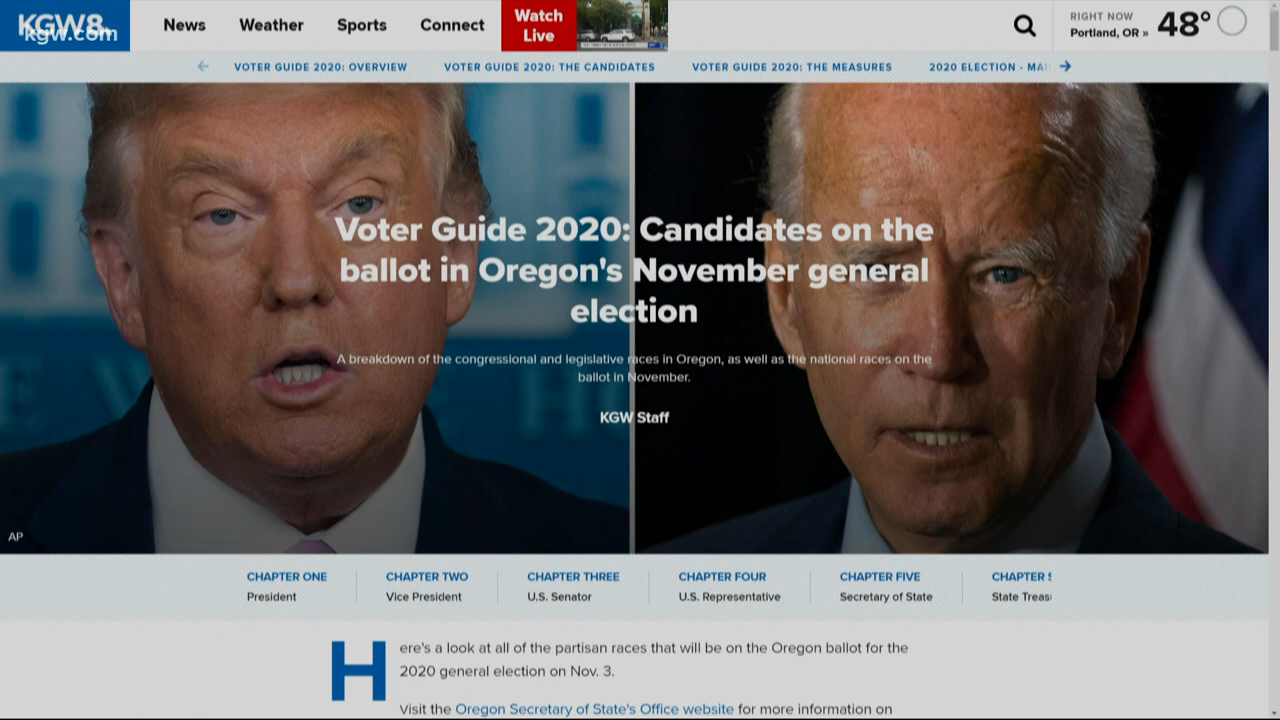 KGW8
kgw.com
News
Weather
Sports
Connect
Watch
Live
RIGHT NOW
Portland, OR »
48°
VOTER GUIDE 2020: OVERVIEW
VOTER GUIDE 2020: THE CANDIDATES
VOTER GUIDE 2020: THE MEASURES
2020 ELECTION - MAI
Voter Guide 2020: Candidates on the
ballot in Oregon's November general
election
A breakdown of the congressional and legislative races in Oregon, as well as the national races on the
ballot in November.
KGW Staff
AP
CHAPTER ONE
President
CHAPTER TWO
Vice President
CHAPTER THREE
U.S. Senator
CHAPTER FOUR
U.S. Representative
CHAPTER FIVE
Secretary of State
CHAPTER S
State Treas
Here's a look at all of the partisan races that will be on the Oregon ballot for the
2020 general election on Nov. 3.
Visit the Oregon Secretary of State's Office website for more information on